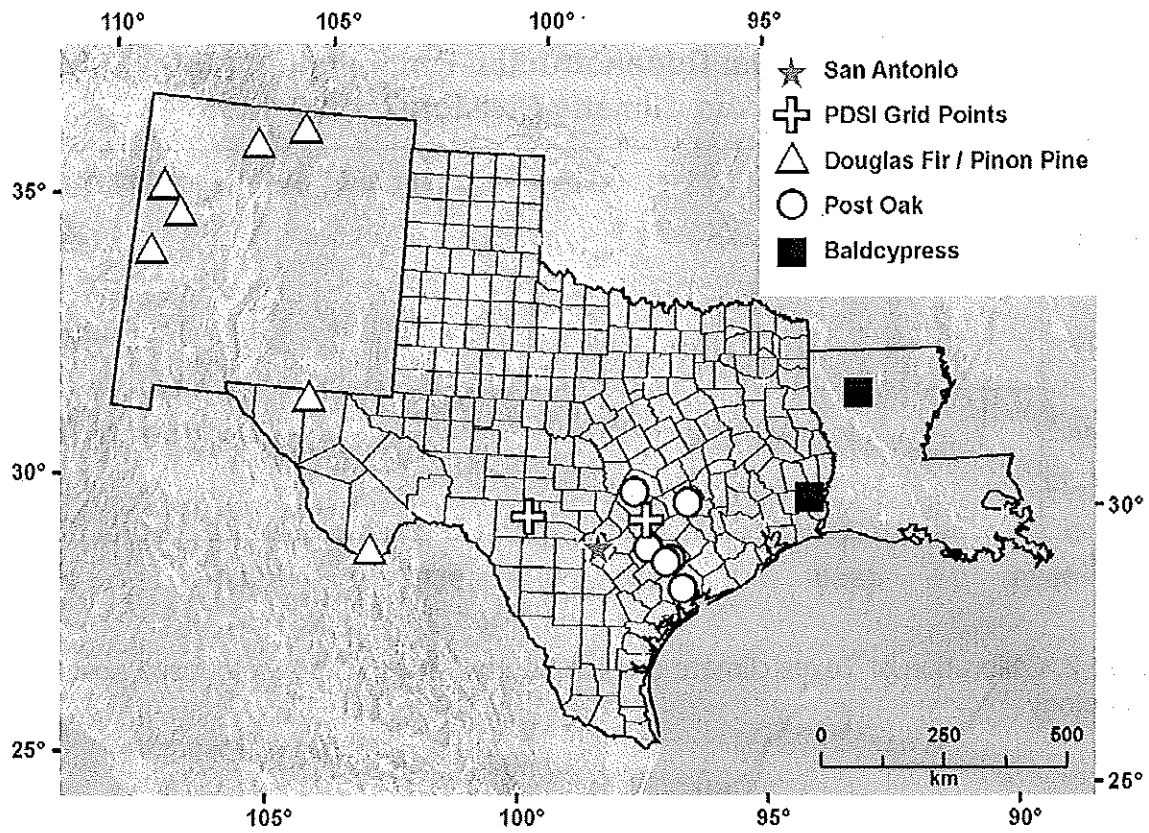 110° 105° 100° 95°
San Antonio
PDSI Grid Points
Douglas Fir / Pinon Pine
Post Oak
Baldcypress
35°
30° 30°
0 250 500
km
25° 25°
105° 100° 95° 90°